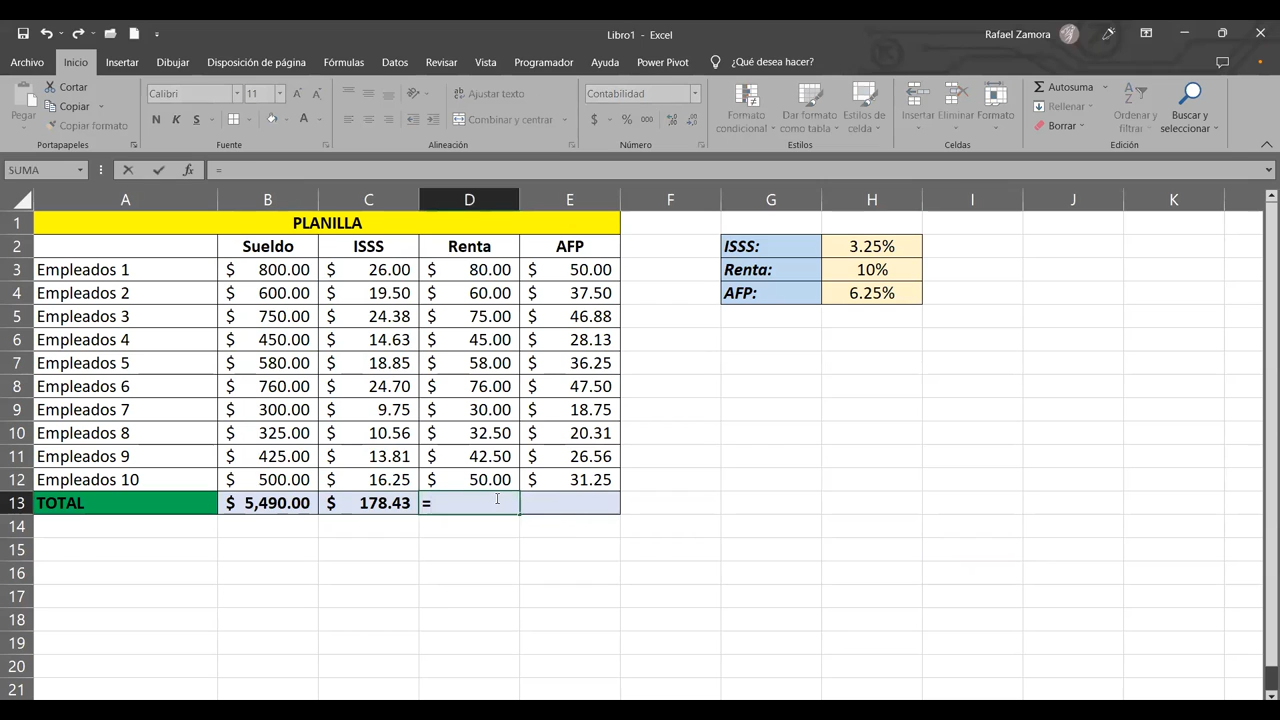 Libro1 - Excel
Rafael Zamora
Archivo Inicio Insertar Dibujar Disposición de página Fórmulas Datos Revisar Vista Programador Ayuda Power Pivot ¿Qué desea hacer?
Pegar
Cortar
Copiar
Copiar formato
Portapapeles
Calibri 11
N K S
Fuente
Ajustar texto
Combinar y centrar
Alineación
Contabilidad
$ % 000
Número
Formato condicional
Dar formato como tabla
Estilos de celda
Estilos
Insertar Eliminar Formato
Celdas
Autosuma
Rellenar
Borrar
Ordenar y filtrar
Buscar y seleccionar
Edición
SUMA fx =
A B C D E F G H I J K
1 PLANILLA
2 Sueldo ISSS Renta AFP ISSS: 3.25%
3 Empleados 1 $ 800.00 $ 26.00 $ 80.00 $ 50.00 Renta: 10%
4 Empleados 2 $ 600.00 $ 19.50 $ 60.00 $ 37.50 AFP: 6.25%
5 Empleados 3 $ 750.00 $ 24.38 $ 75.00 $ 46.88
6 Empleados 4 $ 450.00 $ 14.63 $ 45.00 $ 28.13
7 Empleados 5 $ 580.00 $ 18.85 $ 58.00 $ 36.25
8 Empleados 6 $ 760.00 $ 24.70 $ 76.00 $ 47.50
9 Empleados 7 $ 300.00 $ 9.75 $ 30.00 $ 18.75
10 Empleados 8 $ 325.00 $ 10.56 $ 32.50 $ 20.31
11 Empleados 9 $ 425.00 $ 13.81 $ 42.50 $ 26.56
12 Empleados 10 $ 500.00 $ 16.25 $ 50.00 $ 31.25
13 TOTAL $ 5,490.00 $ 178.43 =
14
15
16
17
18
19
20
21